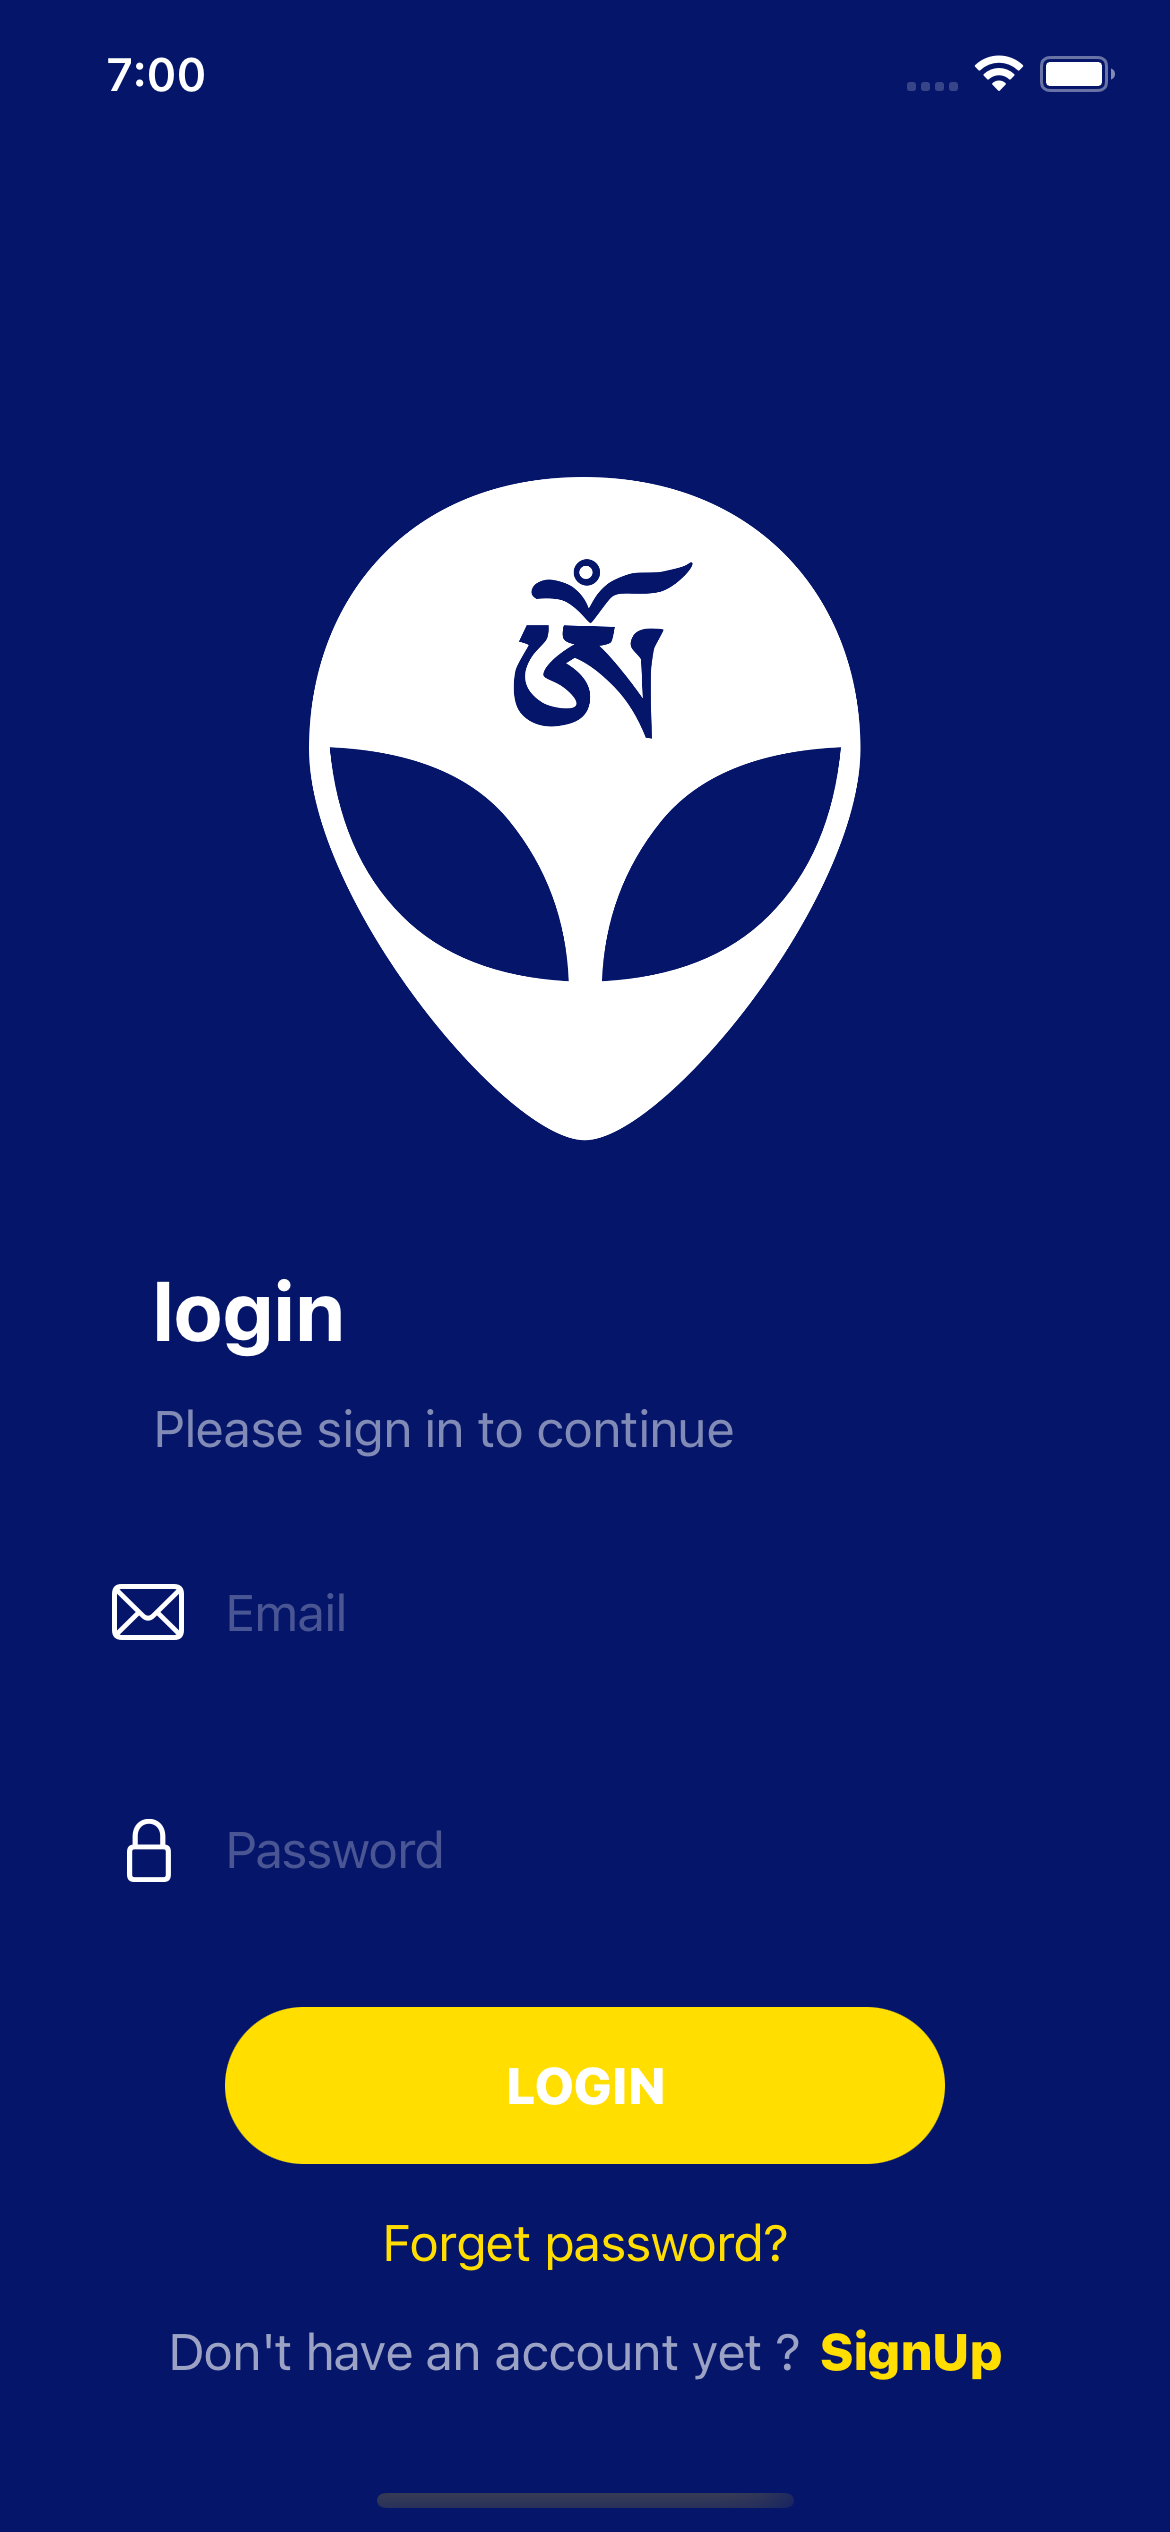 7:00
ༀ
login
Please sign in to continue
Email
Password
LOGIN
Forget password?
Don't have an account yet ? SignUp